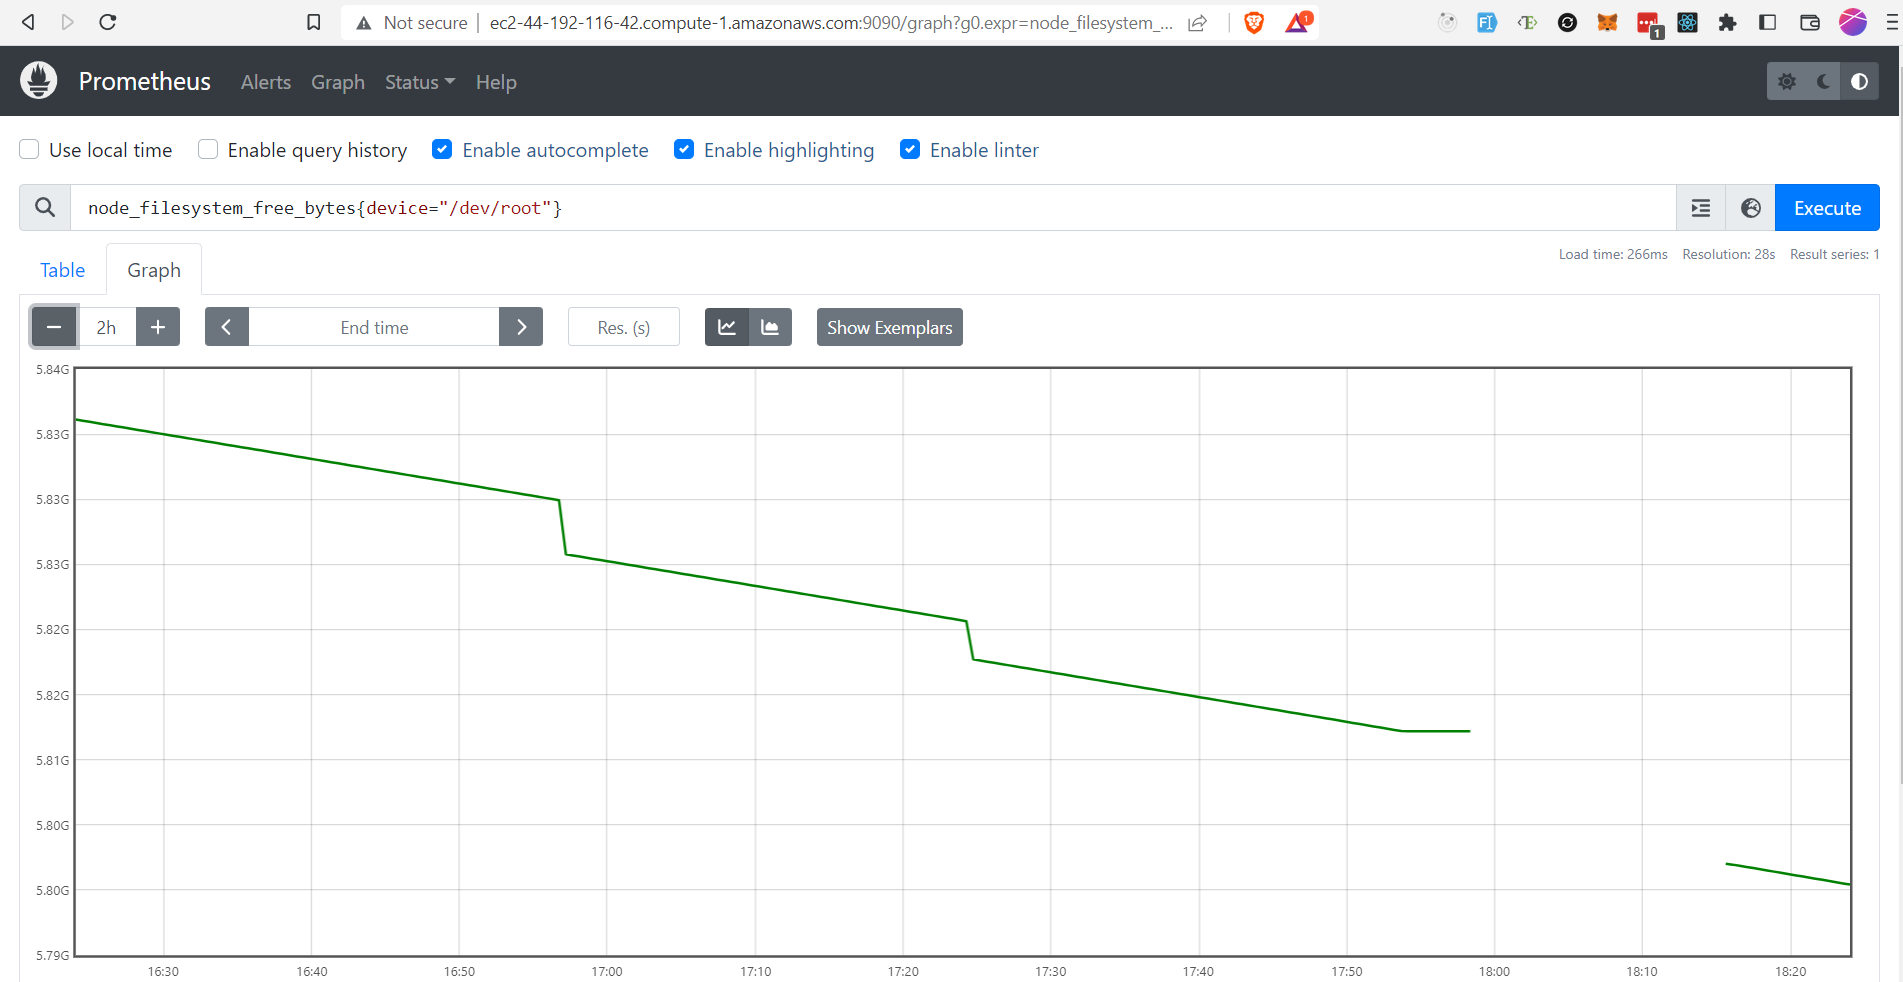 Not secure ec2-44-192-116-42.compute-1.amazonaws.com:9090/graph?g0.expr=node_filesystem_... 1 1
Prometheus Alerts Graph Status Help
Use local time Enable query history Enable autocomplete Enable highlighting Enable linter
node_filesystem_free_bytes{device="/dev/root"} Execute
Load time: 266ms Resolution: 28s Result series: 1
Table Graph
− 2h + End time Res. (s) Show Exemplars
5.84G
5.83G
5.83G
5.83G
5.82G
5.82G
5.81G
5.80G
5.80G
5.79G
16:30 16:40 16:50 17:00 17:10 17:20 17:30 17:40 17:50 18:00 18:10 18:20